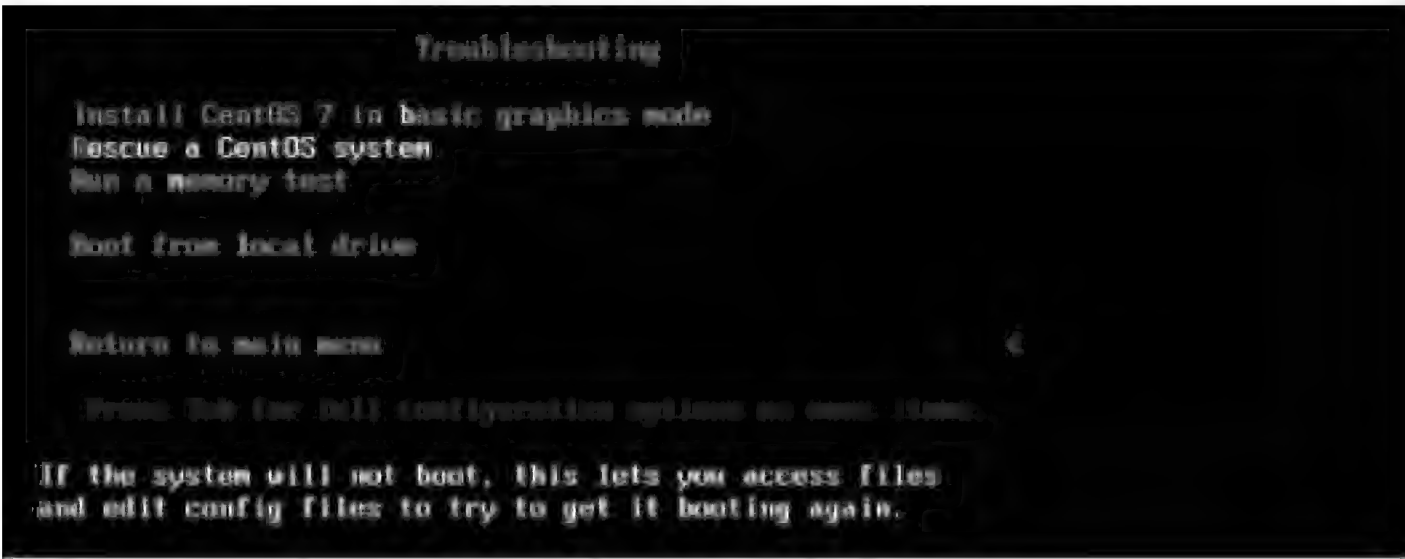 Troubleshooting
Install CentOS 7 in basic graphics mode
Rescue a CentOS system
Run a memory test
Boot from local drive
Return to main menu
Press Tab for full configuration options on menu items.
If the system will not boot, this lets you access files
and edit config files to try to get it booting again.